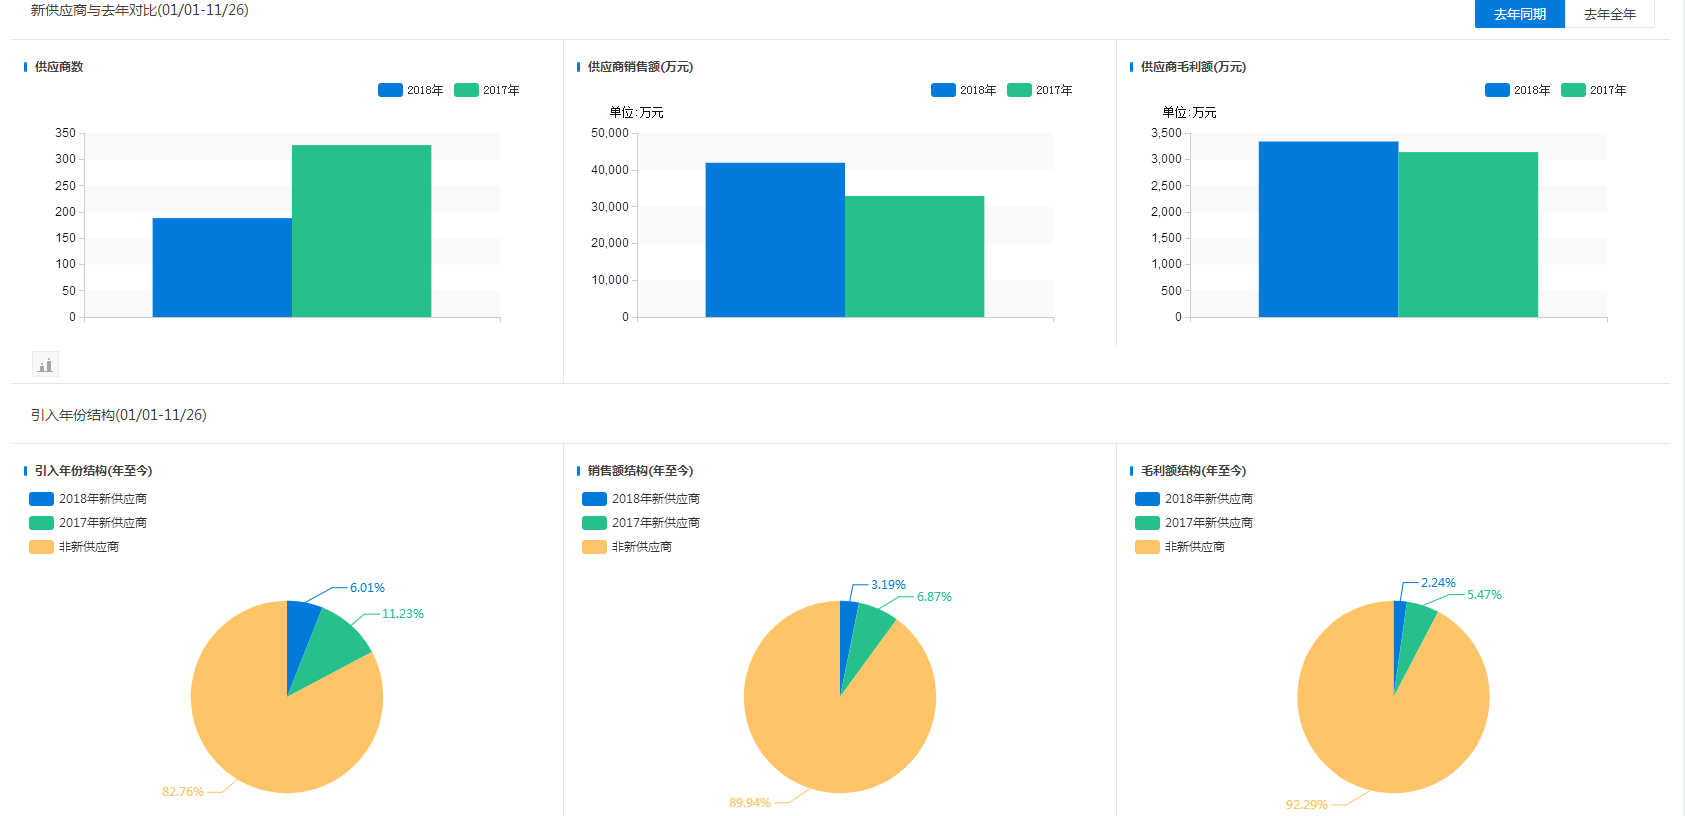 新供应商与去年对比(01/01-11/26)
去年同期 去年全年
供应商数
2018年 2017年
350
300
250
200
150
100
50
0
供应商销售额(万元)
2018年 2017年
单位:万元
50,000
40,000
30,000
20,000
10,000
0
供应商毛利额(万元)
2018年 2017年
单位:万元
3,500
3,000
2,500
2,000
1,500
1,000
500
0
引入年份结构(01/01-11/26)
引入年份结构(年至今)
2018年新供应商
2017年新供应商
非新供应商
6.01%
11.23%
82.76%
销售额结构(年至今)
2018年新供应商
2017年新供应商
非新供应商
3.19%
6.87%
89.94%
毛利额结构(年至今)
2018年新供应商
2017年新供应商
非新供应商
2.24%
5.47%
92.29%